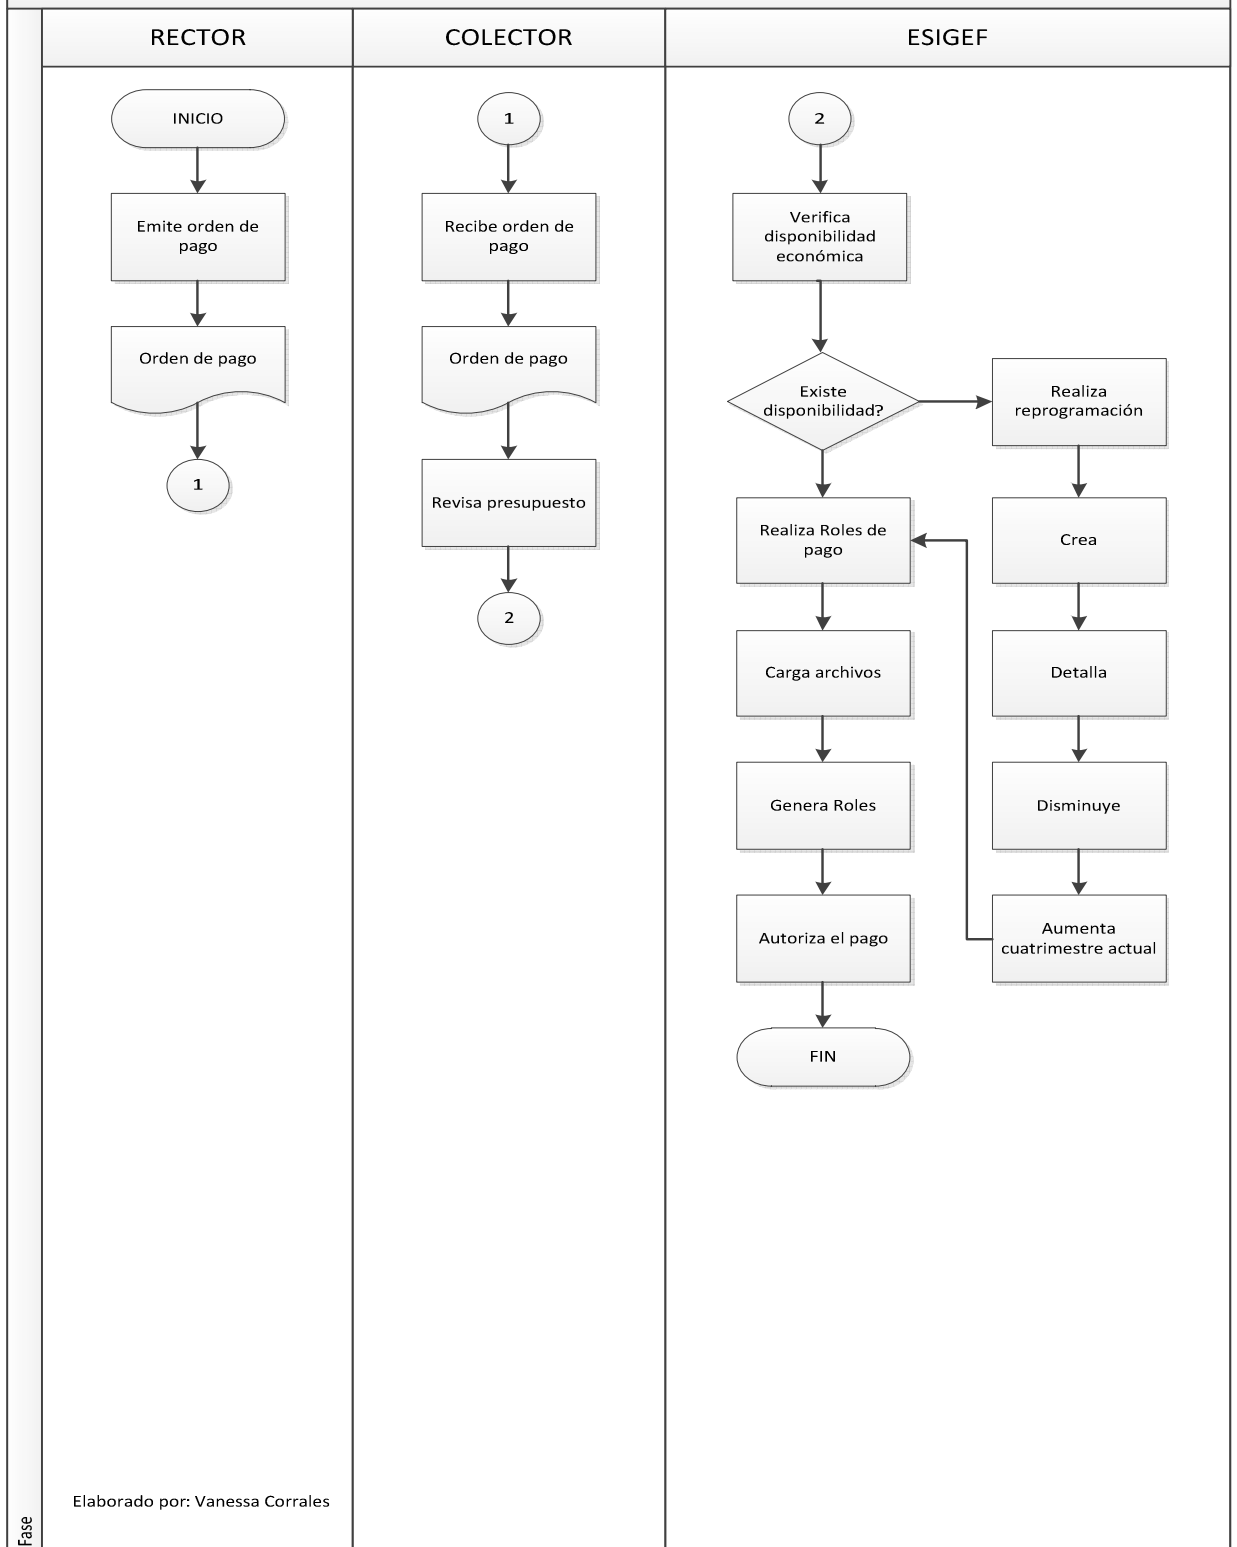 RECTOR
COLECTOR
ESIGEF
INICIO
Emite orden de
pago
Orden de pago
1
1
Recibe orden de
pago
Orden de pago
Revisa presupuesto
2
2
Verifica
disponibilidad
económica
Existe
disponibilidad?
Realiza Roles de
pago
Carga archivos
Genera Roles
Autoriza el pago
FIN
Realiza
reprogramación
Crea
Detalla
Disminuye
Aumenta
cuatrimestre actual
Elaborado por: Vanessa Corrales
Fase